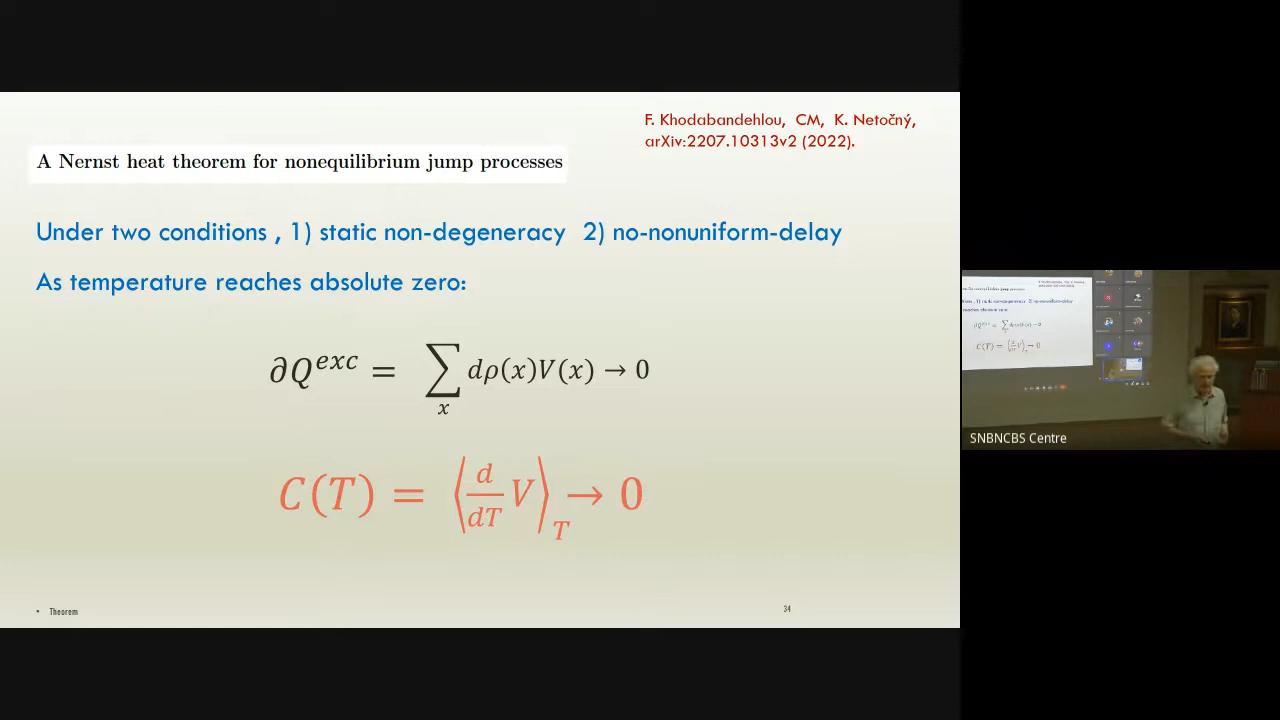 F. Khodabandehlou, CM, K. Netočný,
arXiv:2207.10313v2 (2022).
A Nernst heat theorem for nonequilibrium jump processes
Under two conditions , 1) static non-degeneracy 2) no-nonuniform-delay
As temperature reaches absolute zero:
∂Q^{exc} = ∑_x dρ(x)V(x) → 0
C(T) = ⟨d/dT V⟩_T → 0
• Theorem
34
SNBNCBS Centre